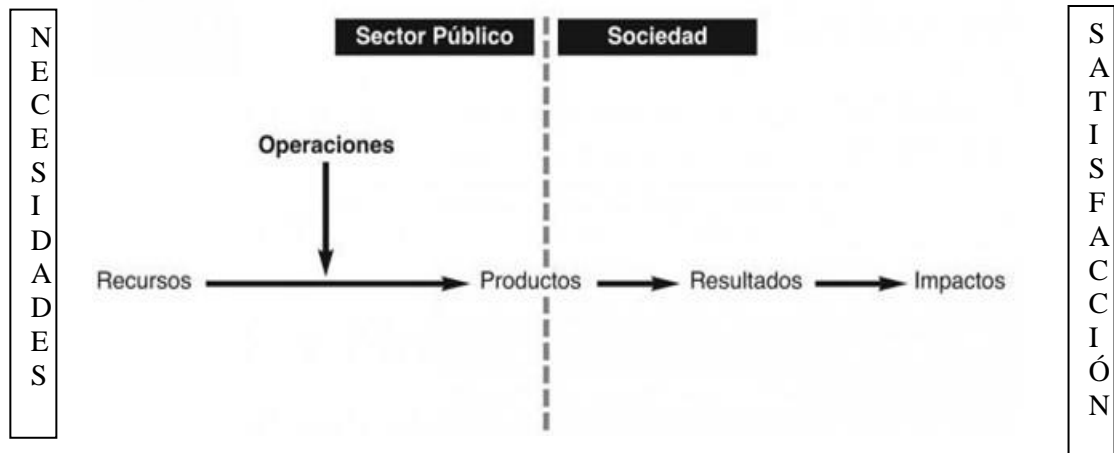 N
E
C
E
S
I
D
A
D
E
S
Sector Público
Sociedad
Operaciones
Recursos
Productos
Resultados
Impactos
S
A
T
I
S
F
A
C
C
I
Ó
N